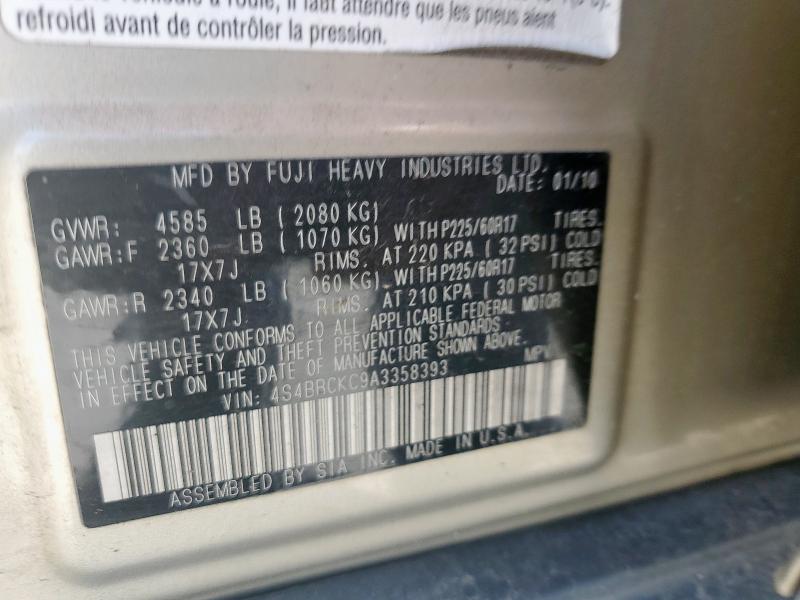 refroidi avant de contrôler la pression.
MFD BY FUJI HEAVY INDUSTRIES LTD.
DATE: 01/10
GVWR: 4585 LB ( 2080 KG)
GAWR:F 2360 LB ( 1070 KG) WITH P225/60R17 TIRES.
17X7J RIMS. AT 220 KPA ( 32 PSI) COLD
GAWR:R 2340 LB ( 1060 KG) WITH P225/60R17 TIRES.
17X7J RIMS. AT 210 KPA ( 30 PSI) COLD
THIS VEHICLE CONFORMS TO ALL APPLICABLE FEDERAL MOTOR
VEHICLE SAFETY AND THEFT PREVENTION STANDARDS
IN EFFECT ON THE DATE OF MANUFACTURE SHOWN ABOVE.
VIN: 4S4BRCKC9A3358393 MPV
ASSEMBLED BY SIA INC. MADE IN U.S.A.